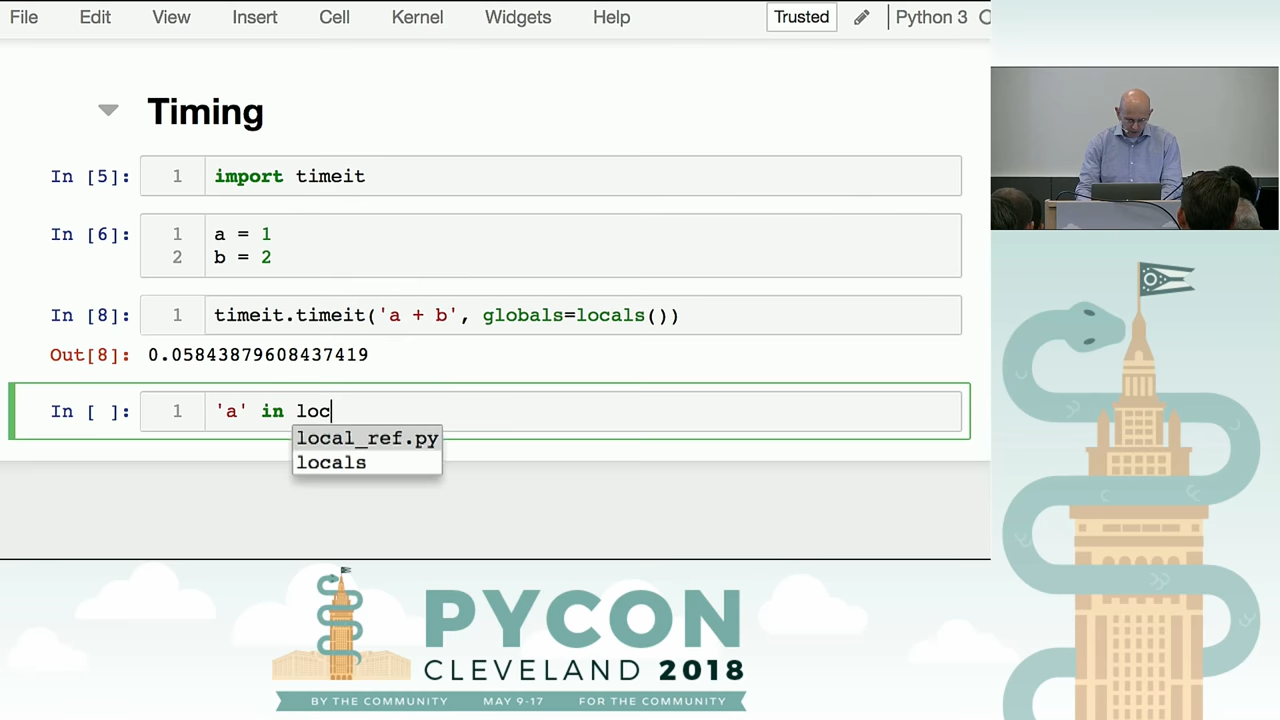 File Edit View Insert Cell Kernel Widgets Help Trusted Python 3
Timing
In [5]: 1 import timeit
In [6]: 1 a = 1
2 b = 2
In [8]: 1 timeit.timeit('a + b', globals=locals())
Out[8]: 0.05843879608437419
In [ ]: 1 'a' in loc
local_ref.py
locals
PYCON
CLEVELAND 2018
BY THE COMMUNITY MAY 9-17 FOR THE COMMUNITY